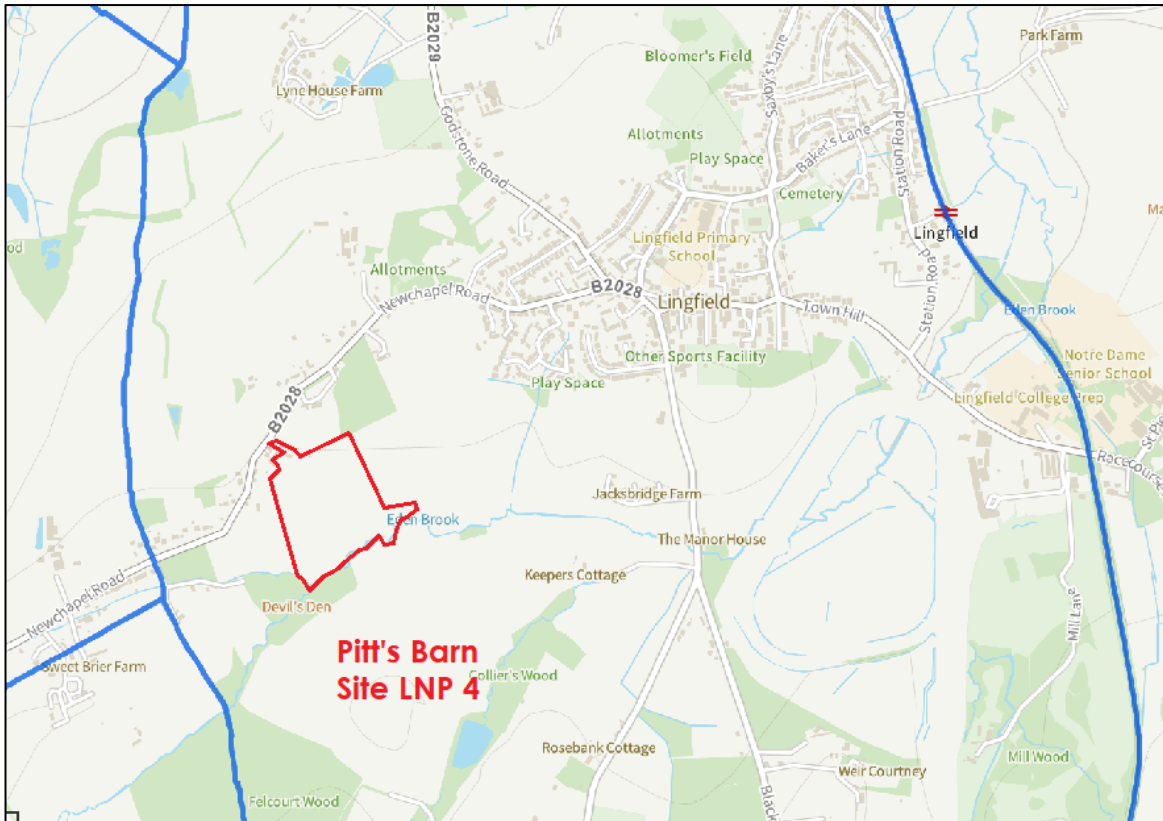 B2029
Park Farm
Bloomer's Field
Saxby's Lane
Lyne House Farm
Godstone Road
Allotments
Station Road
Baker's Lane
Play Space
Cemetery
Lingfield
Lingfield Primary
School
Allotments
B2028
Lingfield
Newchapel Road
Town Hill
Station Roa
Eden Brook
Other Sports Facility
Notre Dame
Senior School
Play Space
Lingfield College Prep
B2028
Racecourse
Jacksbridge Farm
Eden Brook
The Manor House
Keepers Cottage
Newchapel Road
Devil's Den
Mill Lane
Sweet Brier Farm
Pitt's Barn
Site LNP 4
Collier's Wood
Rosebank Cottage
Mill Wood
Weir Courtney
Felcourt Wood
Black